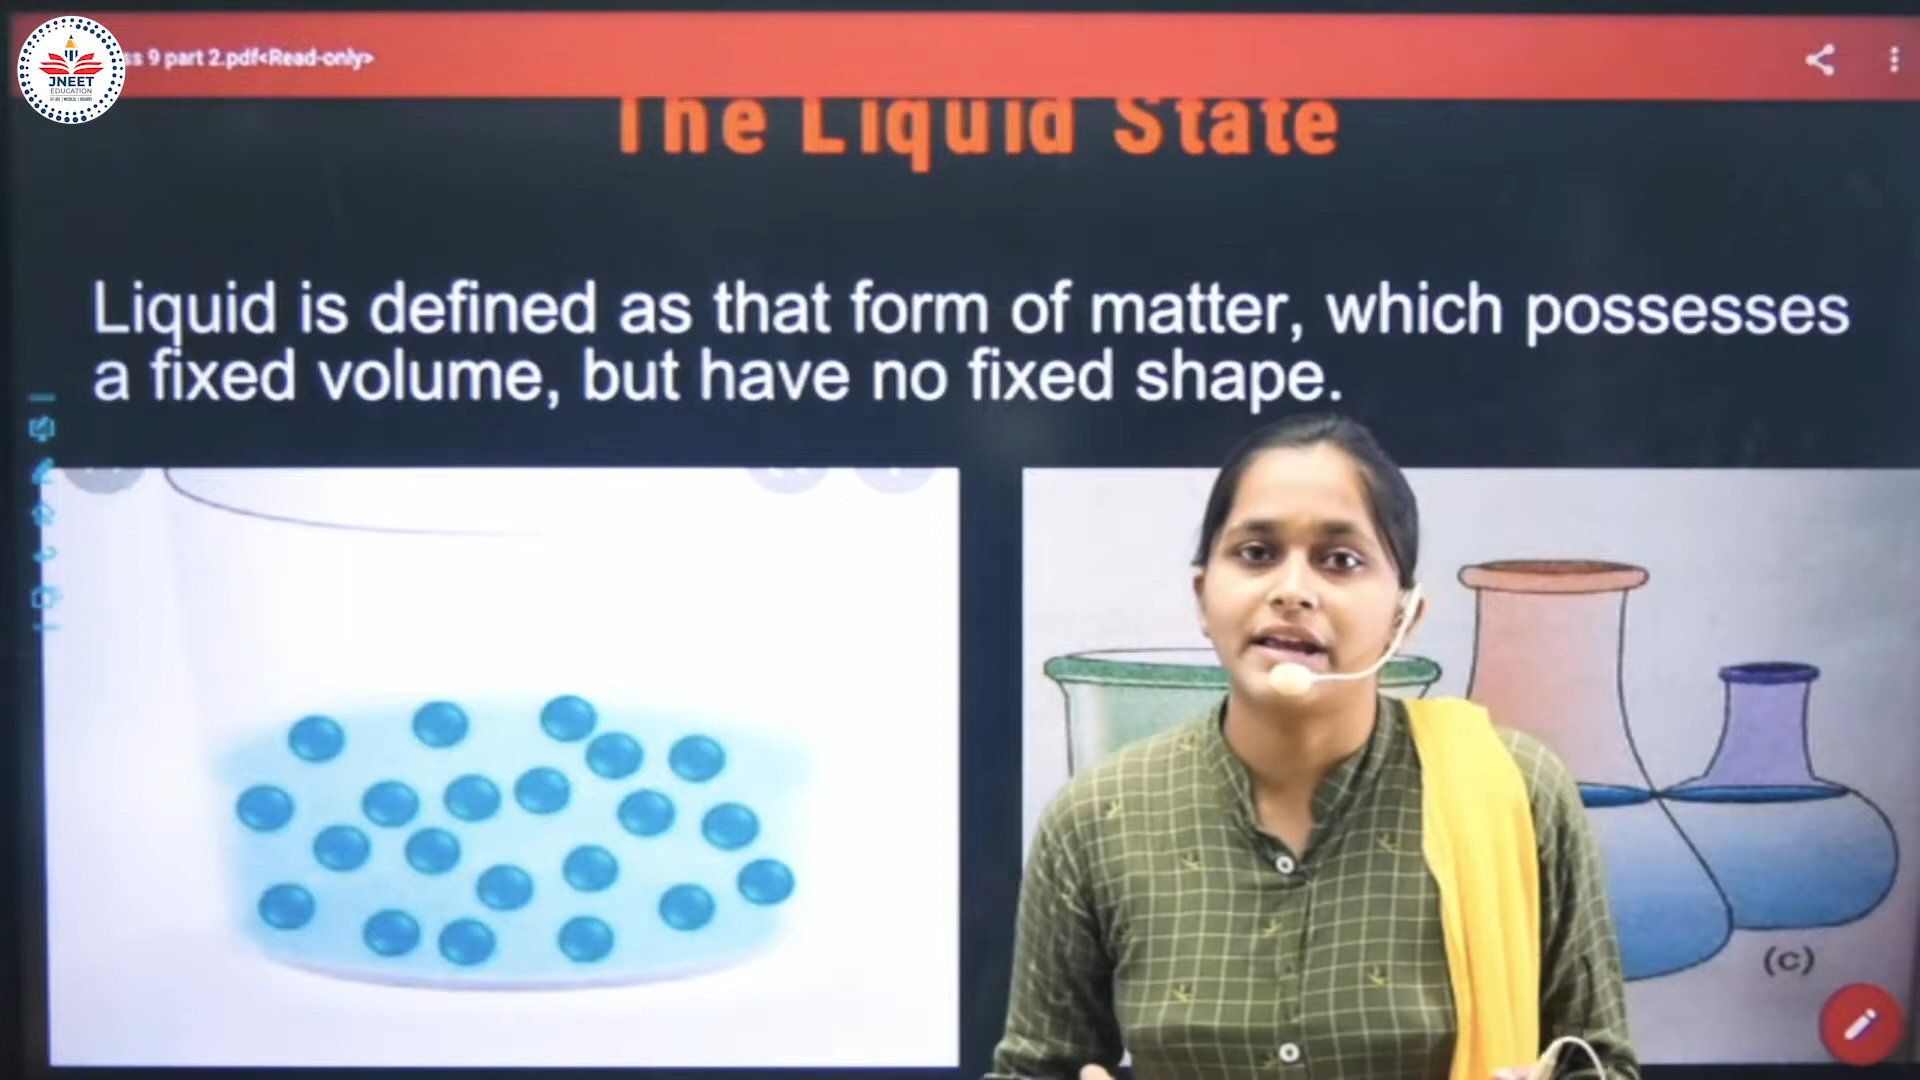 ss 9 part 2.pdf<Read-only>
JNEET
EDUCATION
The Liquid State
Liquid is defined as that form of matter, which possesses
a fixed volume, but have no fixed shape.
(c)